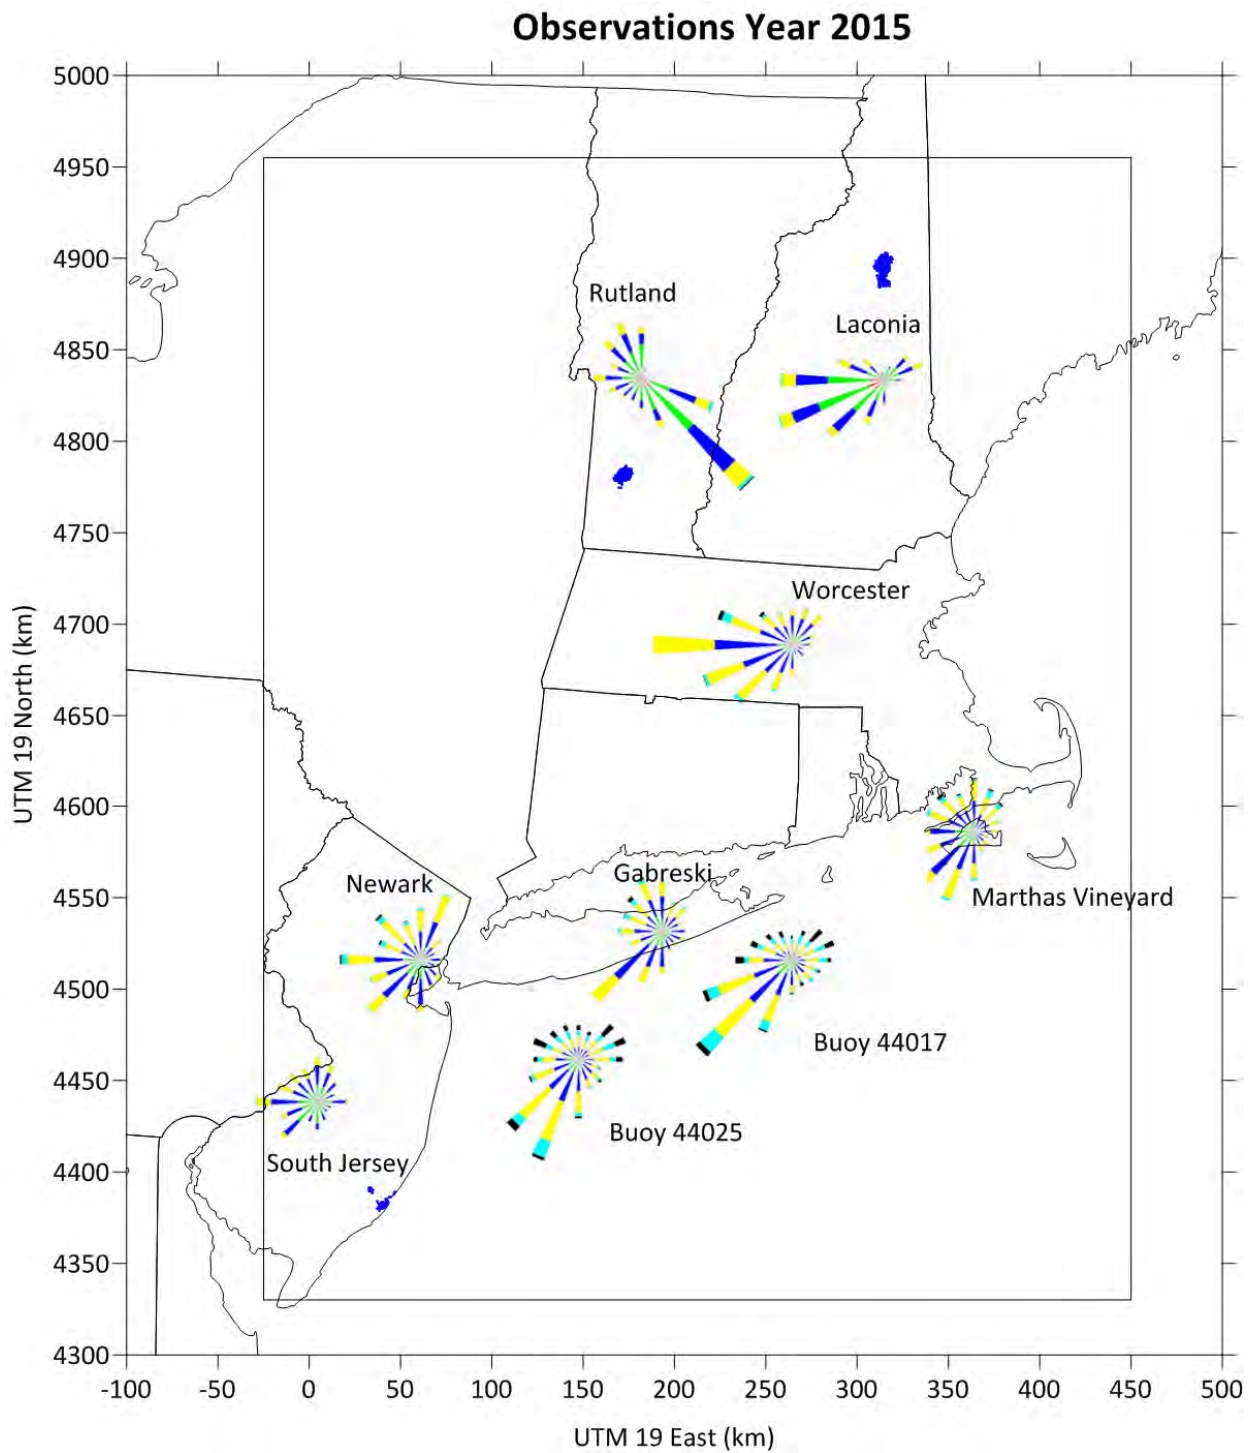 Observations Year 2015
5000
4950
4900
Rutland
Laconia
4850
4800
4750
Worcester
4700
UTM 19 North (km)
4650
4600
Gabreski
Newark
Marthas Vineyard
4550
4500
Buoy 44017
4450
Buoy 44025
South Jersey
4400
4350
4300
-100 -50 0 50 100 150 200 250 300 350 400 450 500
UTM 19 East (km)